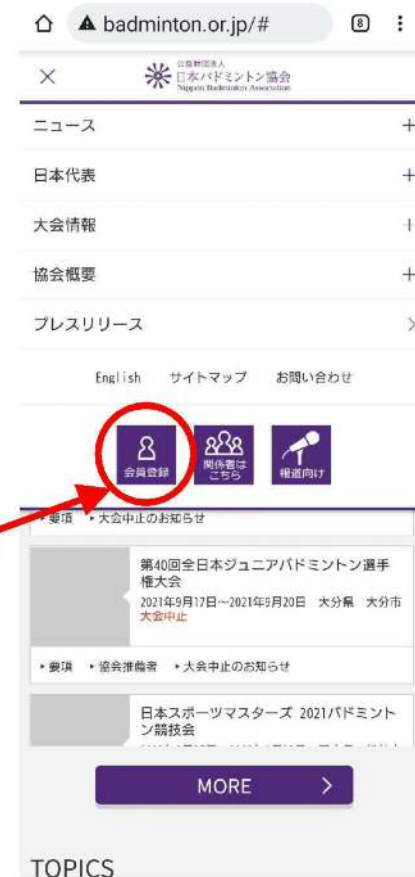 badminton.or.jp/#
8
公益財団法人
日本バドミントン協会
Nippon Badminton Association
ニュース
日本代表
大会情報
協会概要
プレスリリース
English サイトマップ お問い合わせ
会員登録
関係者は
こちら
報道向け
・要項 ・大会中止のお知らせ
第40回全日本ジュニアバドミントン選手
権大会
2021年9月17日~2021年9月20日 大分県 大分市
大会中止
・要項 ・協会推薦者 ・大会中止のお知らせ
日本スポーツマスターズ 2021バドミント
ン競技会
MORE
TOPICS